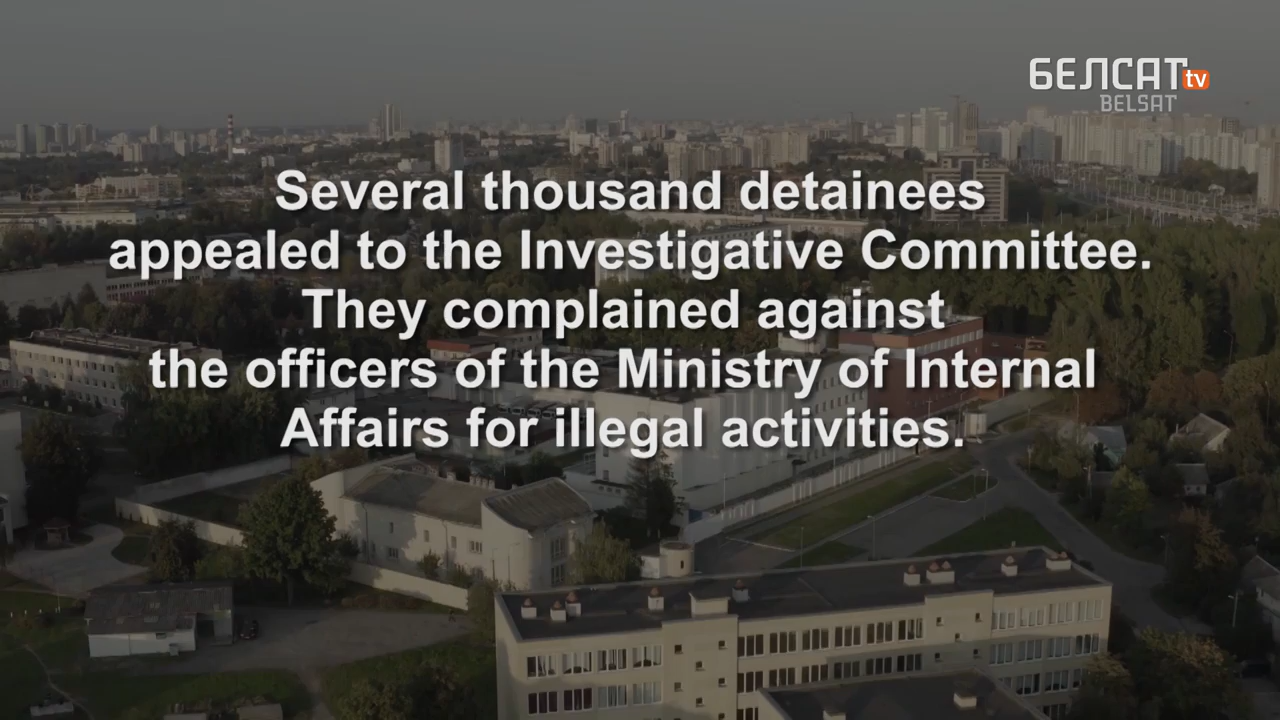 БЕЛСАТ tv
BELSAT
Several thousand detainees
appealed to the Investigative Committee.
They complained against
the officers of the Ministry of Internal
Affairs for illegal activities.